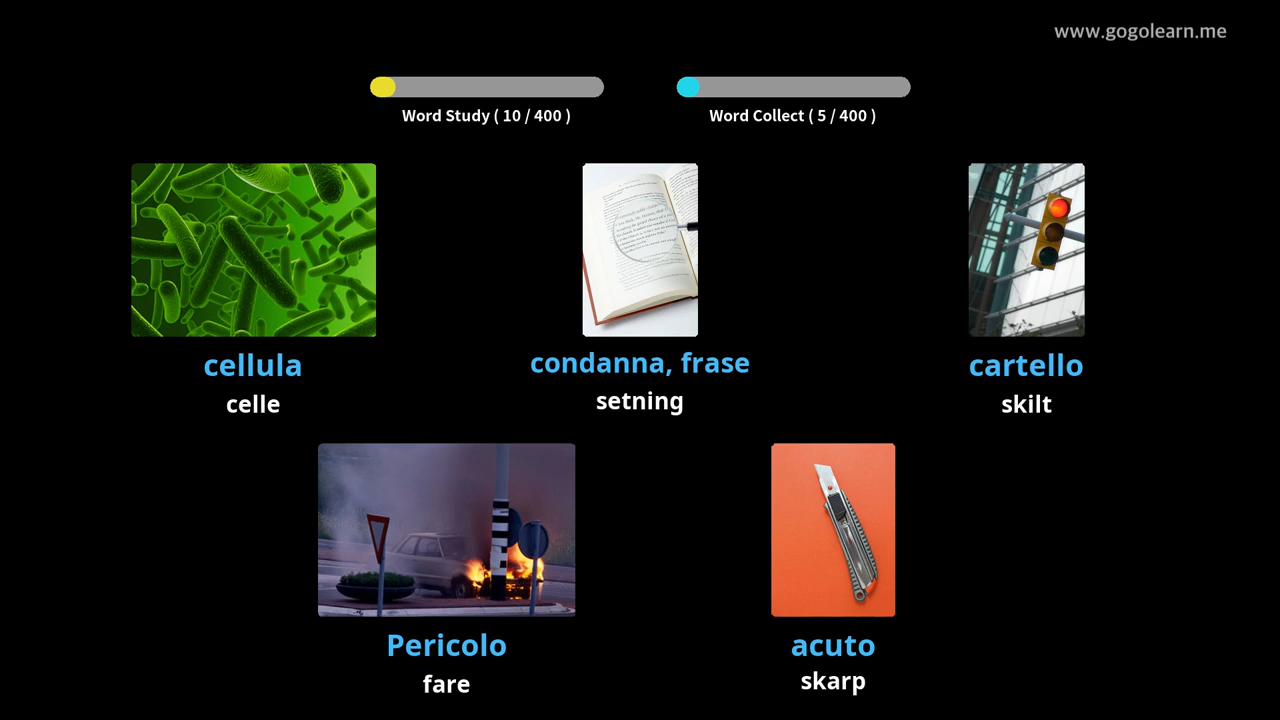 www.gogolearn.me
Word Study ( 10 / 400 )
Word Collect ( 5 / 400 )
cellula
celle
condanna, frase
setning
cartello
skilt
Pericolo
fare
acuto
skarp